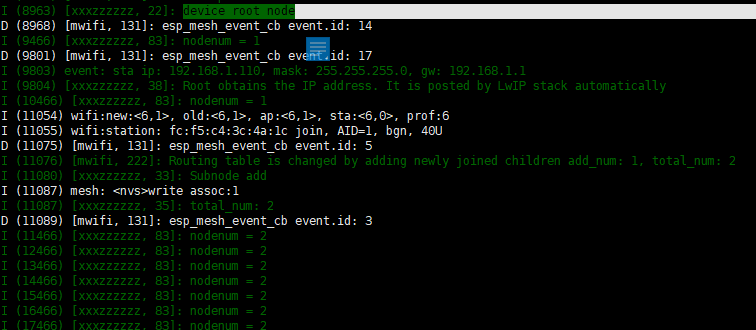 I (8963) [xxxzzzzzz, 22]: device root node
D (8968) [mwifi, 131]: esp_mesh_event_cb event.id: 14
I (9466) [xxxzzzzzz, 83]: nodenum = 1
D (9801) [mwifi, 131]: esp_mesh_event_cb event.id: 17
I (9803) event: sta ip: 192.168.1.110, mask: 255.255.255.0, gw: 192.168.1.1
I (9804) [xxxzzzzzz, 38]: Root obtains the IP address. It is posted by LwIP stack automatically
I (10466) [xxxzzzzzz, 83]: nodenum = 1
I (11054) wifi:new:<6,1>, old:<6,1>, ap:<6,1>, sta:<6,0>, prof:6
I (11055) wifi:station: fc:f5:c4:3c:4a:1c join, AID=1, bgn, 40U
D (11075) [mwifi, 131]: esp_mesh_event_cb event.id: 5
I (11076) [mwifi, 222]: Routing table is changed by adding newly joined children add_num: 1, total_num: 2
I (11080) [xxxzzzzzz, 33]: Subnode add
I (11087) mesh: <nvs>write assoc:1
I (11087) [xxxzzzzzz, 35]: total_num: 2
D (11089) [mwifi, 131]: esp_mesh_event_cb event.id: 3
I (11466) [xxxzzzzzz, 83]: nodenum = 2
I (12466) [xxxzzzzzz, 83]: nodenum = 2
I (13466) [xxxzzzzzz, 83]: nodenum = 2
I (14466) [xxxzzzzzz, 83]: nodenum = 2
I (15466) [xxxzzzzzz, 83]: nodenum = 2
I (16466) [xxxzzzzzz, 83]: nodenum = 2
I (17466) [xxxzzzzzz, 83]: nodenum = 2